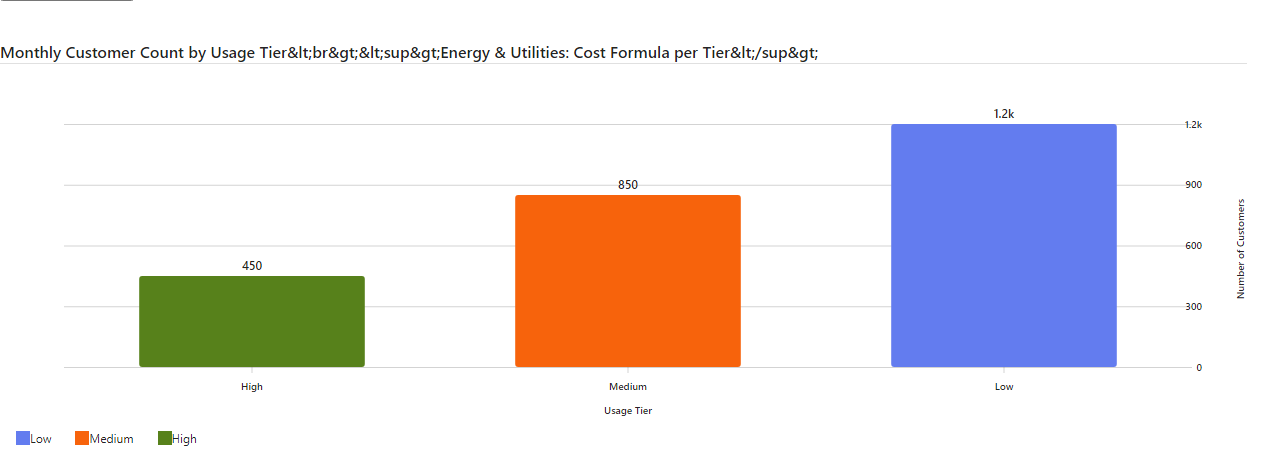 Monthly Customer Count by Usage Tier&lt;br&gt;&lt;sup&gt;Energy & Utilities: Cost Formula per Tier&lt;/sup&gt;
1.2k
1.2k
850
900
600
450
300
0
Number of Customers
High
Medium
Low
Usage Tier
Low
Medium
High